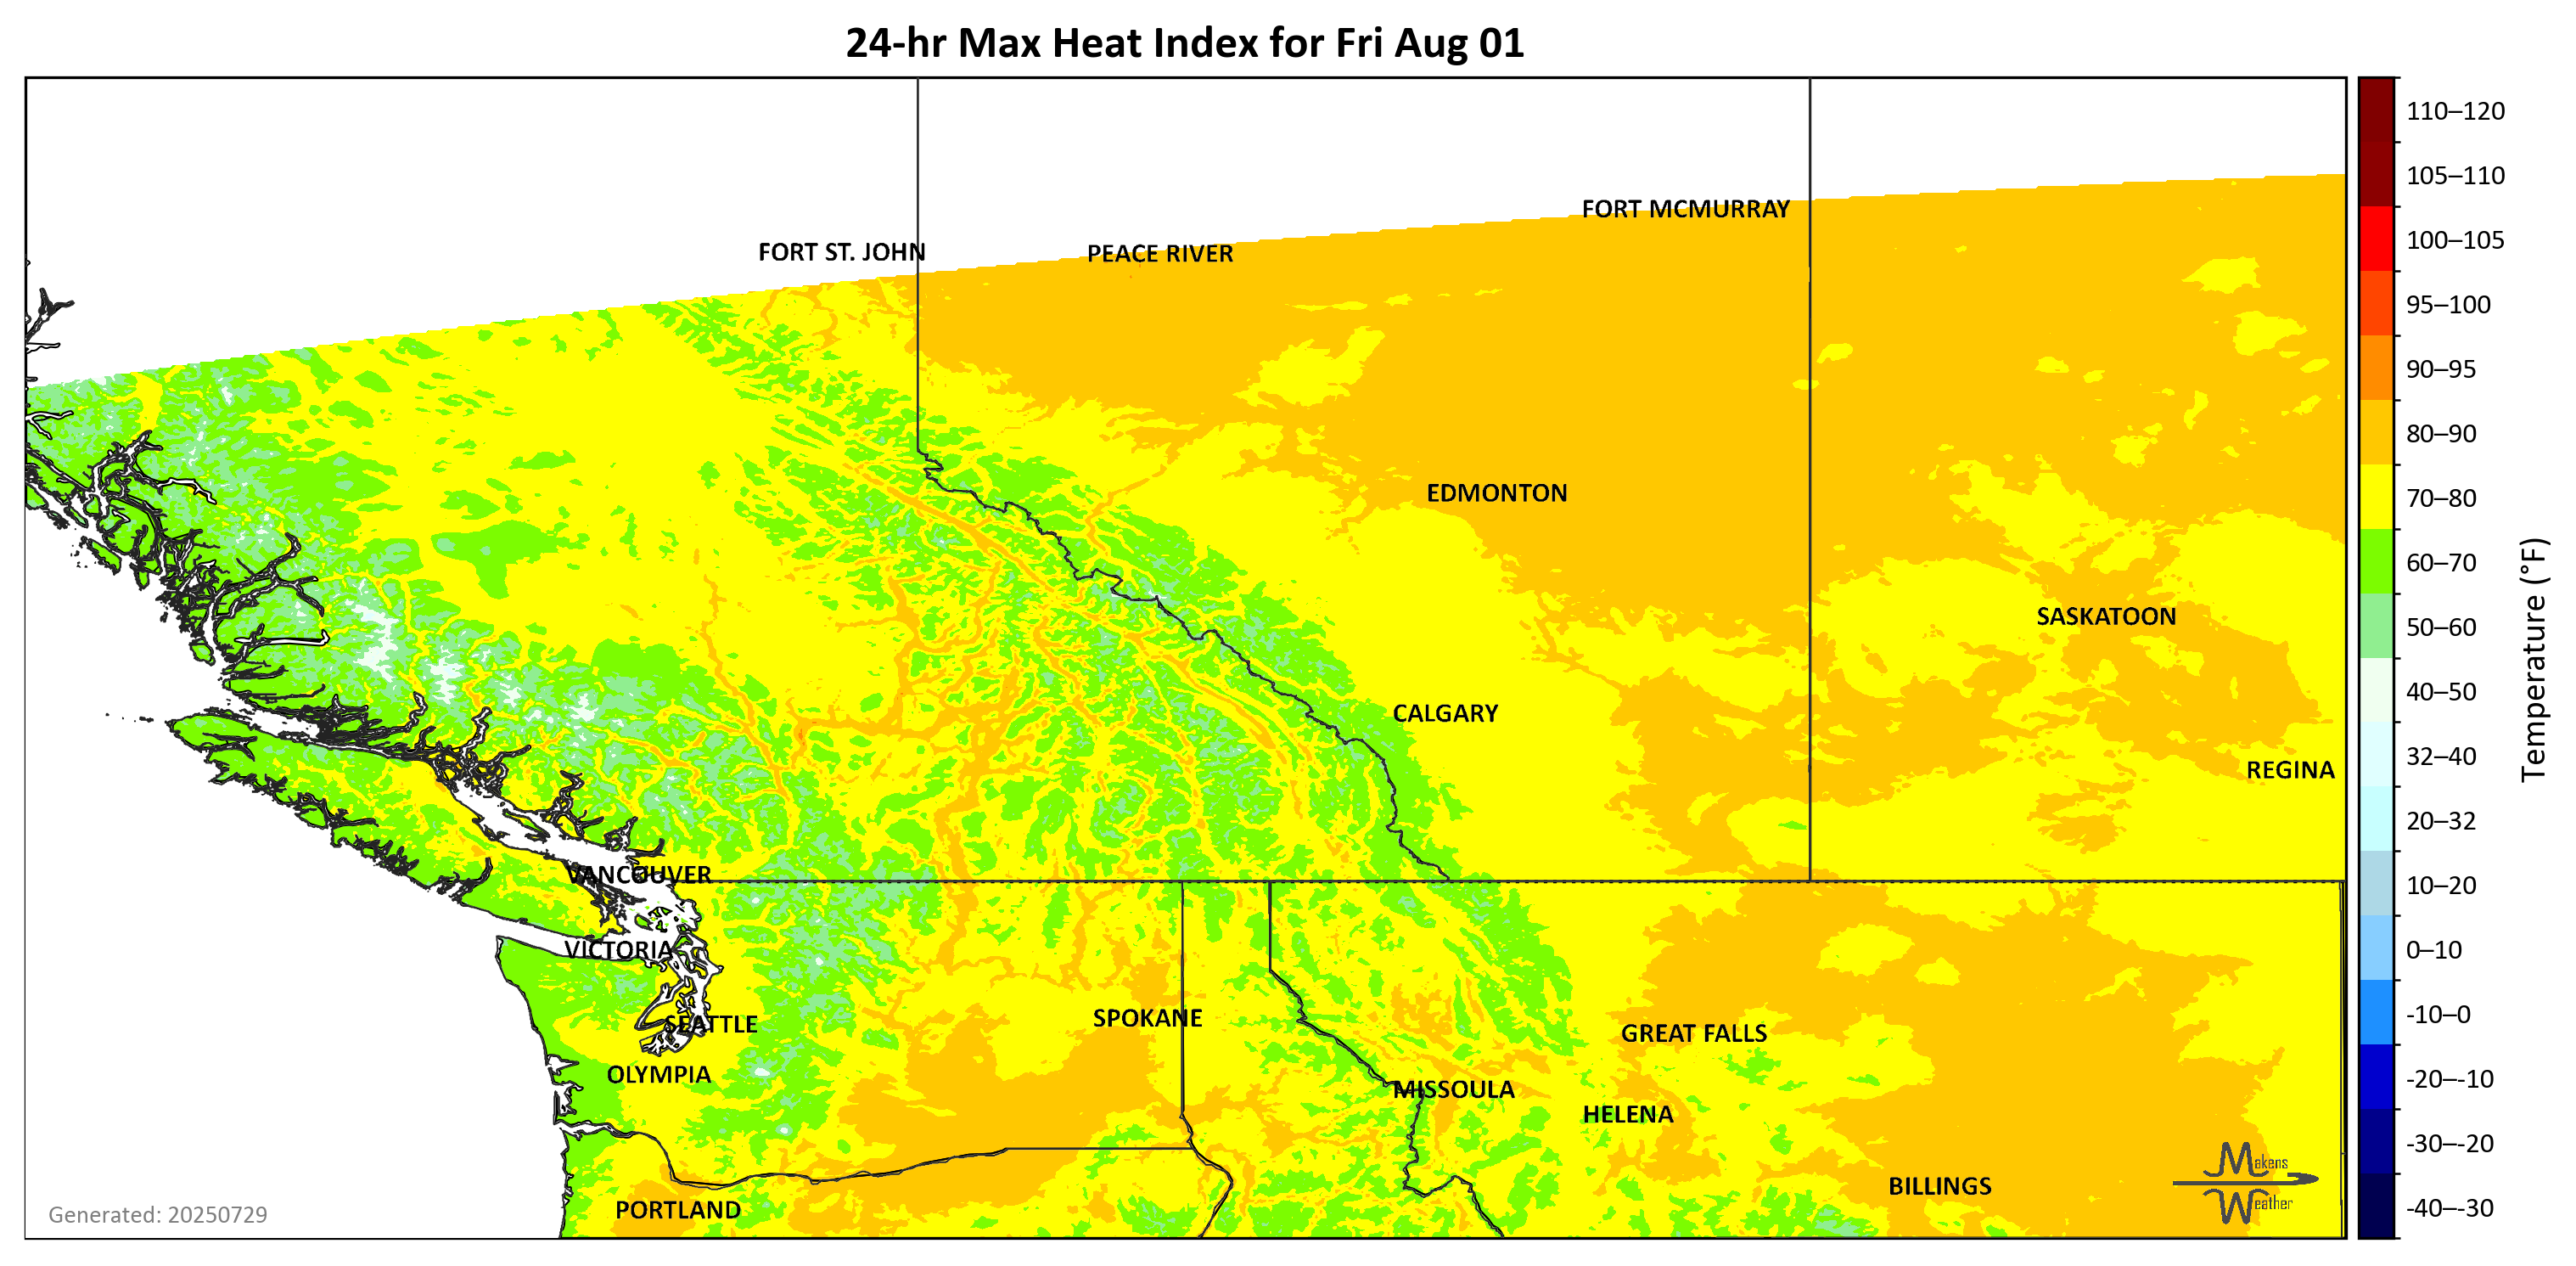 24-hr Max Heat Index for Fri Aug 01
FORT MCMURRAY
FORT ST. JOHN
PEACE RIVER
EDMONTON
SASKATOON
CALGARY
REGINA
VANCOUVER
VICTORIA
SEATTLE
SPOKANE
GREAT FALLS
OLYMPIA
MISSOULA
HELENA
BILLINGS
PORTLAND
Makens
Weather
Generated: 20250729
110–120
105–110
100–105
95–100
90–95
80–90
70–80
60–70
50–60
40–50
32–40
20–32
10–20
0–10
-10–0
-20–-10
-30–-20
-40–-30
Temperature (°F)